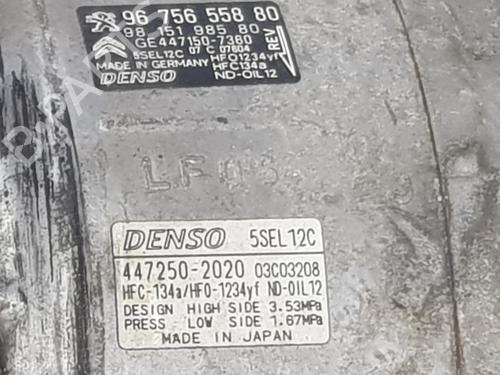 96 756 558 80
98 151 985 80
GE447150-7380
5SEL12C 07 C 07604
HFO1234yf
MADE IN GERMANY HFC134a
DENSO ND-OIL12
REV
LF
DENSO 5SEL12C
447250-2020 03C03208
HFC-134a/HFO-1234yf ND-OIL12
DESIGN HIGH SIDE 3.53MPa
PRESS LOW SIDE 1.67MPa
MADE IN JAPAN